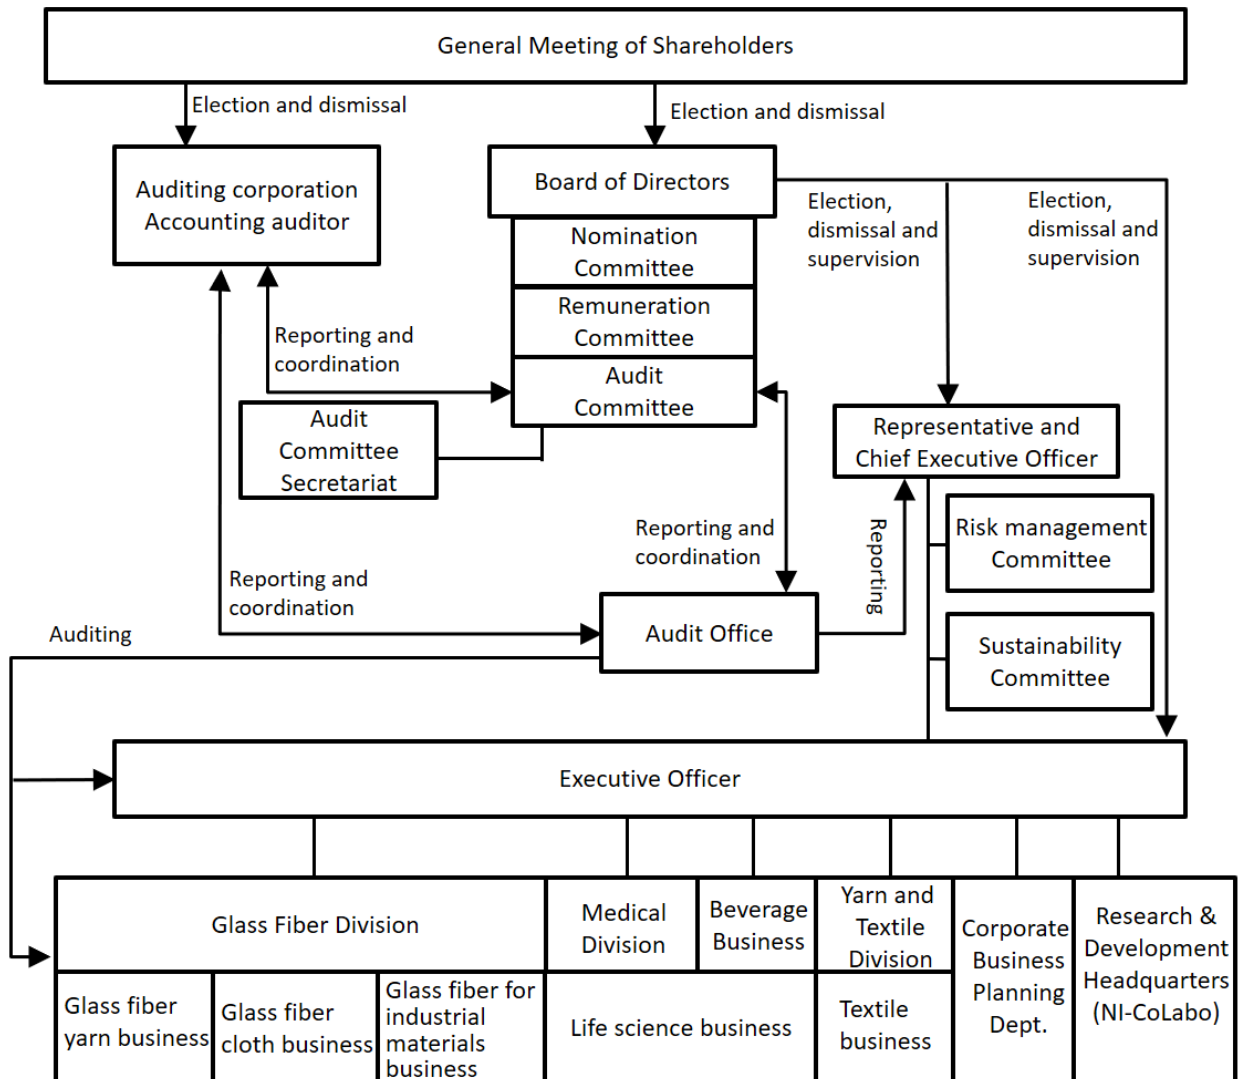 General Meeting of Shareholders
Election and dismissal
Election and dismissal
Auditing corporation
Accounting auditor
Board of Directors
Nomination
Committee
Remuneration
Committee
Audit
Committee
Election,
dismissal and
supervision
Election,
dismissal and
supervision
Reporting and
coordination
Audit
Committee
Secretariat
Representative and
Chief Executive Officer
Risk management
Committee
Reporting and
coordination
Reporting
Reporting and
coordination
Audit Office
Sustainability
Committee
Auditing
Executive Officer
Glass Fiber Division
Medical
Division
Beverage
Business
Yarn and
Textile
Division
Corporate
Business
Planning
Dept.
Research &
Development
Headquarters
(NI-CoLabo)
Glass fiber
yarn business
Glass fiber
cloth business
Glass fiber for
industrial
materials
business
Life science business
Textile
business